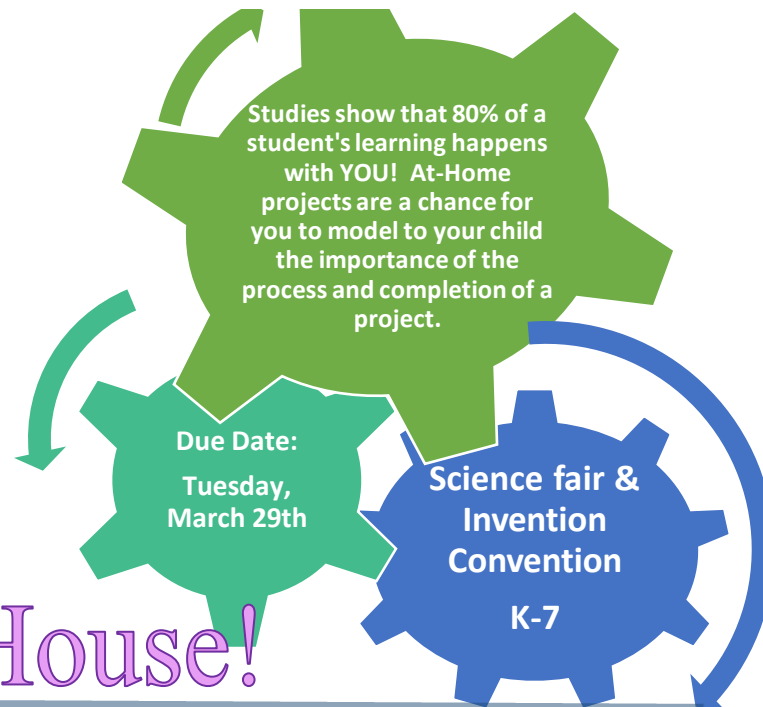 Studies show that 80% of a
student's learning happens
with YOU! At-Home
projects are a chance for
you to model to your child
the importance of the
process and completion of a
project.
Due Date:
Tuesday,
March 29th
Science fair &
Invention
Convention
K-7
House!